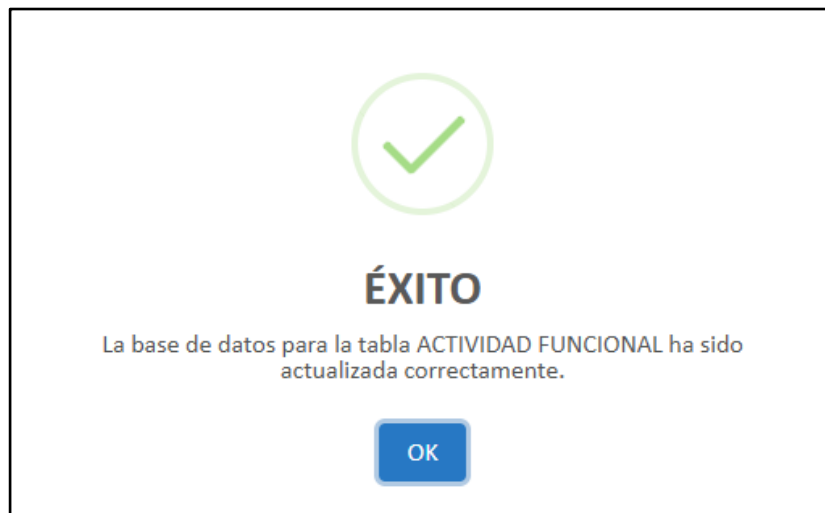 ÉXITO
La base de datos para la tabla ACTIVIDAD FUNCIONAL ha sido
actualizada correctamente.
OK